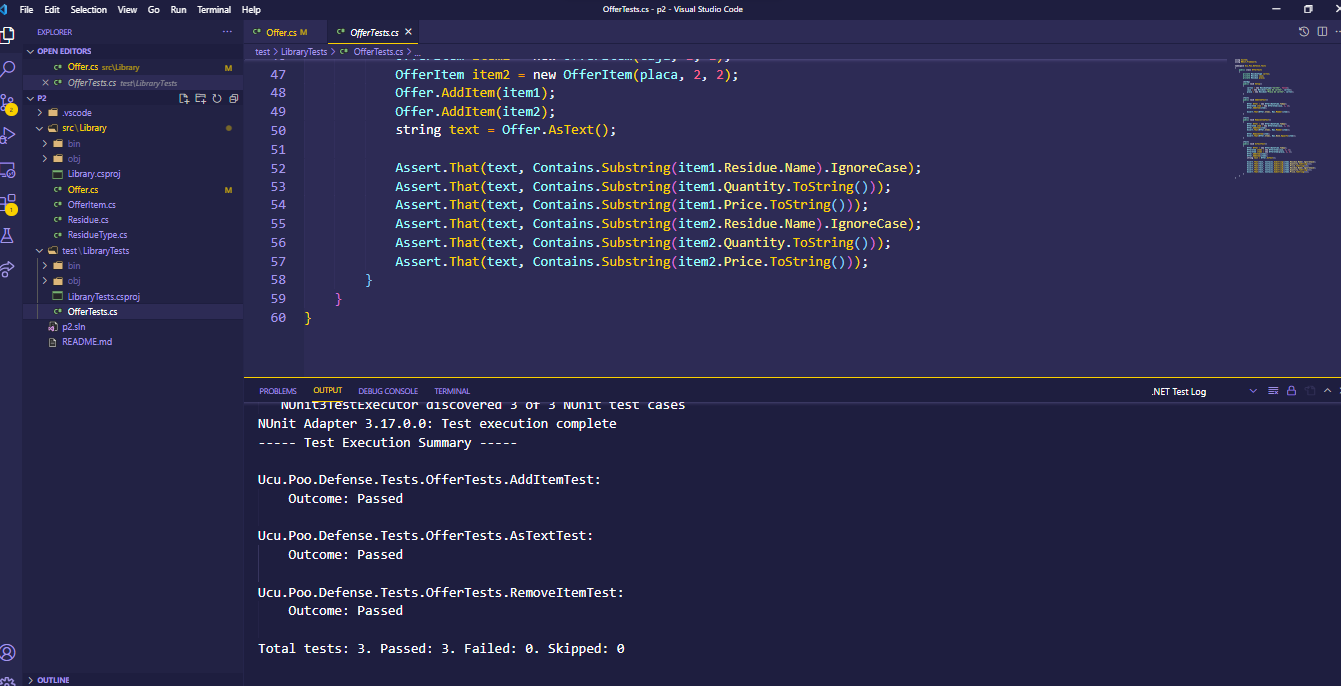 File Edit Selection View Go Run Terminal Help
OfferTests.cs - p2 - Visual Studio Code
EXPLORER
OPEN EDITORS
Offer.cs src\Library M
OfferTests.cs test\LibraryTests
P2
.vscode
src\Library
bin
obj
Library.csproj
Offer.cs M
OfferItem.cs
Residue.cs
ResidueType.cs
test\LibraryTests
bin
obj
LibraryTests.csproj
OfferTests.cs
p2.sln
README.md
OUTLINE
2
1
Offer.cs M
OfferTests.cs
test > LibraryTests > OfferTests.cs > ...
47 OfferItem item2 = new OfferItem(placa, 2, 2);
48 Offer.AddItem(item1);
49 Offer.AddItem(item2);
50 string text = Offer.AsText();
51
52 Assert.That(text, Contains.Substring(item1.Residue.Name).IgnoreCase);
53 Assert.That(text, Contains.Substring(item1.Quantity.ToString()));
54 Assert.That(text, Contains.Substring(item1.Price.ToString()));
55 Assert.That(text, Contains.Substring(item2.Residue.Name).IgnoreCase);
56 Assert.That(text, Contains.Substring(item2.Quantity.ToString()));
57 Assert.That(text, Contains.Substring(item2.Price.ToString()));
58 }
59 }
60 }
PROBLEMS OUTPUT DEBUG CONSOLE TERMINAL
.NET Test Log
NUnit3TestExecutor discovered 3 of 3 NUnit test cases
NUnit Adapter 3.17.0.0: Test execution complete
----- Test Execution Summary -----
Ucu.Poo.Defense.Tests.OfferTests.AddItemTest:
Outcome: Passed
Ucu.Poo.Defense.Tests.OfferTests.AsTextTest:
Outcome: Passed
Ucu.Poo.Defense.Tests.OfferTests.RemoveItemTest:
Outcome: Passed
Total tests: 3. Passed: 3. Failed: 0. Skipped: 0